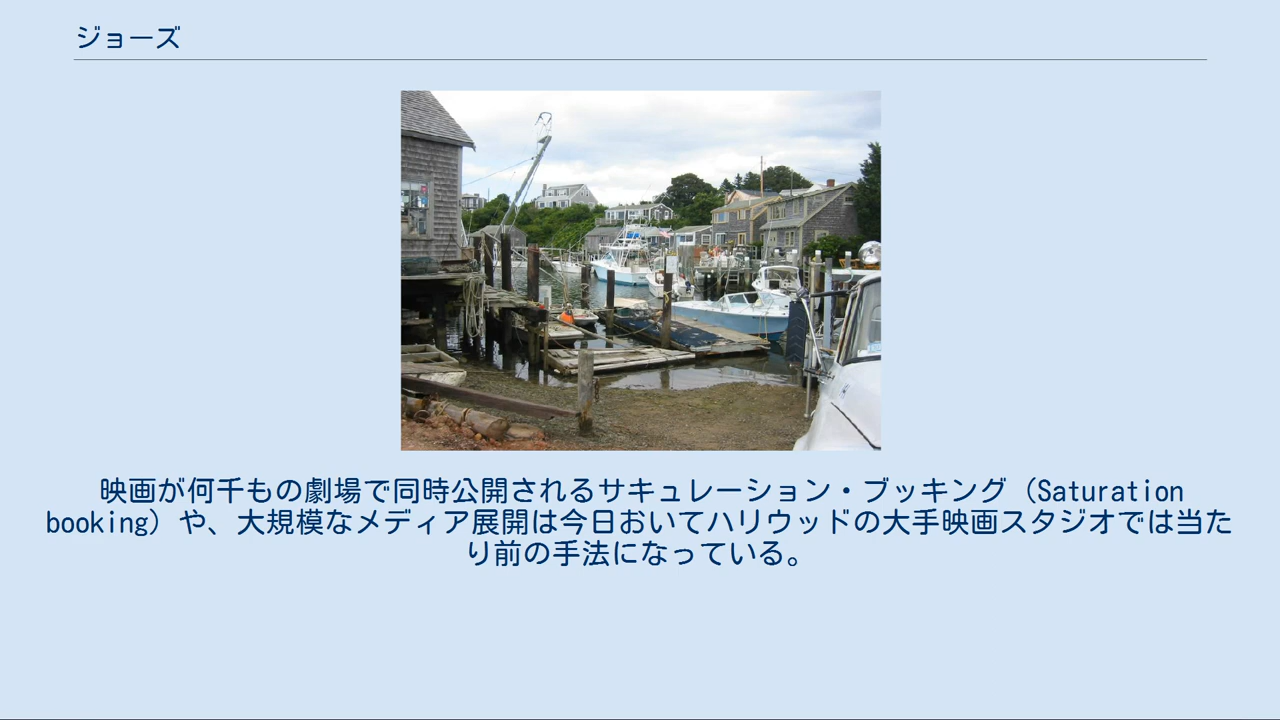 ジョーズ
映画が何千もの劇場で同時公開されるサキュレーション・ブッキング（Saturation
booking）や、大規模なメディア展開は今日おいてハリウッドの大手映画スタジオでは当た
り前の手法になっている。